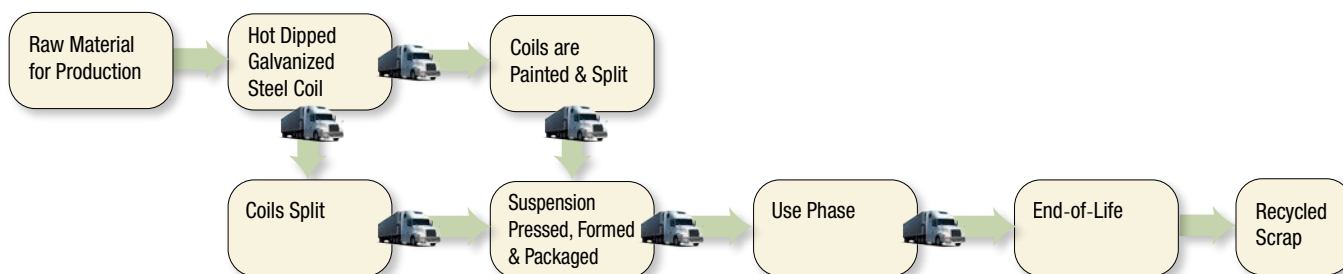 Raw Material
for Production
Hot Dipped
Galvanized
Steel Coil
Coils are
Painted & Split
Coils Split
Suspension
Pressed, Formed
& Packaged
Use Phase
End-of-Life
Recycled
Scrap